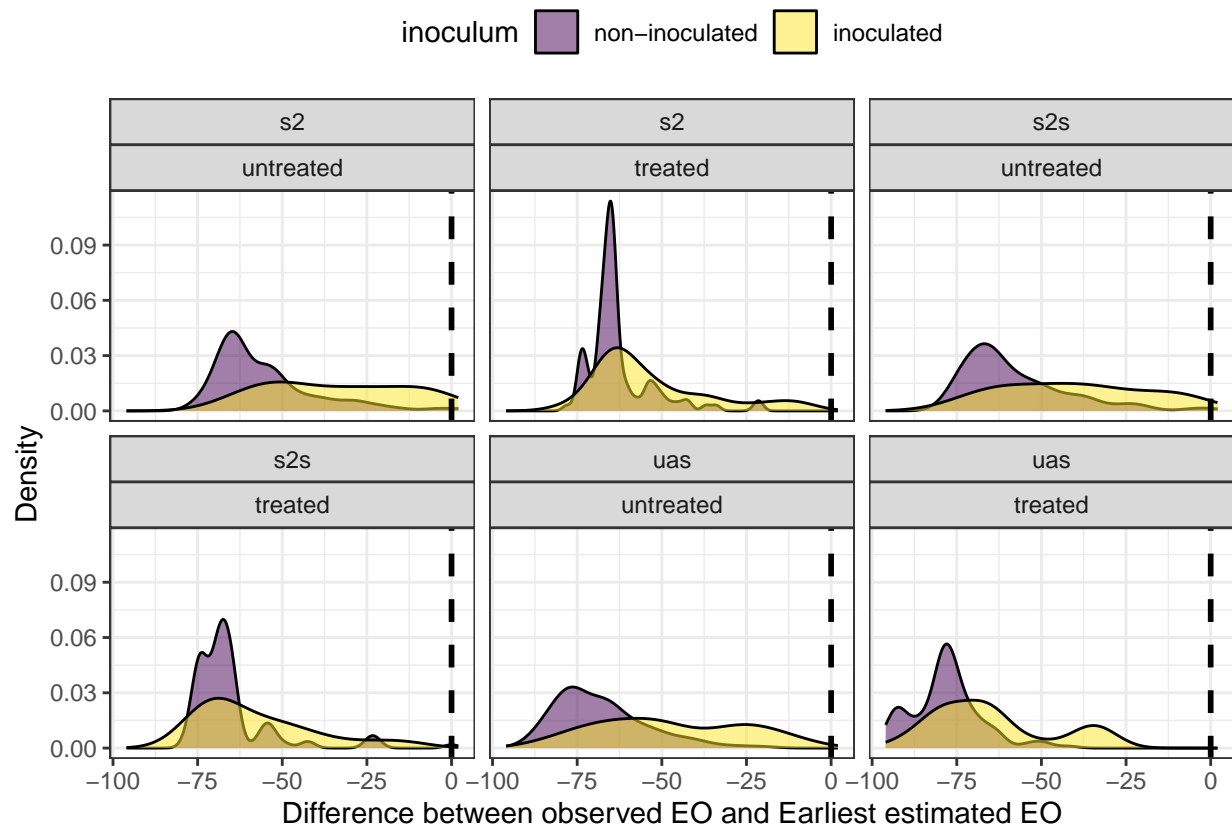 inoculum non−inoculated inoculated
s2 s2 s2s
untreated treated untreated
0.09
0.06
0.03
0.00
s2s uas uas
treated untreated treated
0.09
0.06
0.03
0.00
−100 −75 −50 −25 0 −100 −75 −50 −25 0 −100 −75 −50 −25 0
Difference between observed EO and Earliest estimated EO
Density